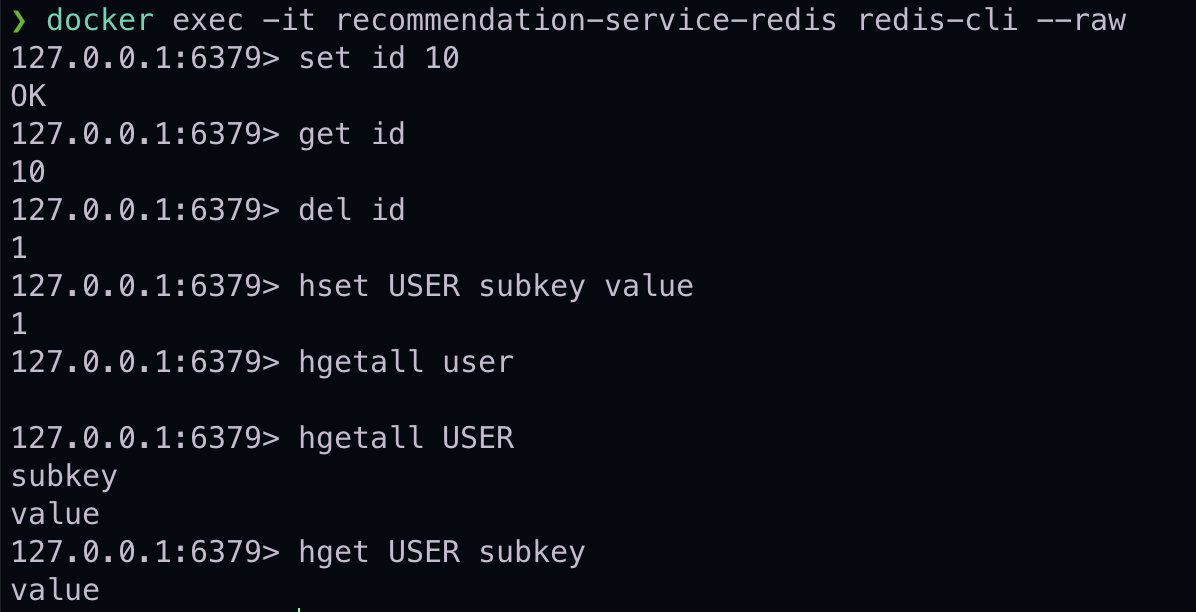 ❯ docker exec -it recommendation-service-redis redis-cli --raw
127.0.0.1:6379> set id 10
OK
127.0.0.1:6379> get id
10
127.0.0.1:6379> del id
1
127.0.0.1:6379> hset USER subkey value
1
127.0.0.1:6379> hgetall user

127.0.0.1:6379> hgetall USER
subkey
value
127.0.0.1:6379> hget USER subkey
value